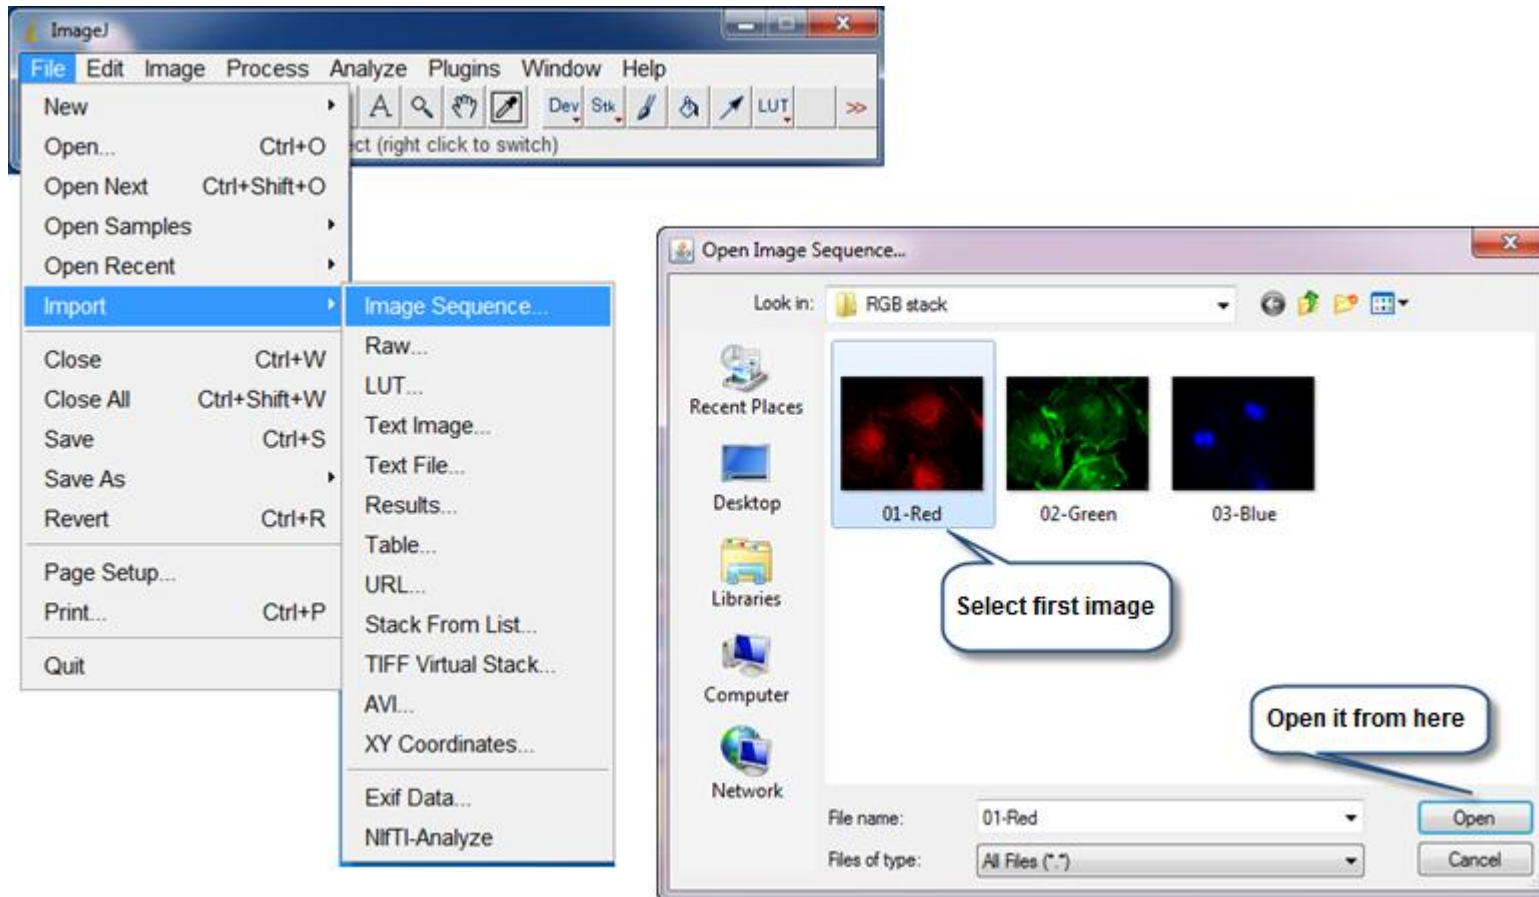 ImageJ
File Edit Image Process Analyze Plugins Window Help
A Dev Stk LUT >>
ect (right click to switch)
New
Open... Ctrl+O
Open Next Ctrl+Shift+O
Open Samples
Open Recent
Import
Close Ctrl+W
Close All Ctrl+Shift+W
Save Ctrl+S
Save As
Revert Ctrl+R
Page Setup...
Print... Ctrl+P
Quit
Image Sequence...
Raw...
LUT...
Text Image...
Text File...
Results...
Table...
URL...
Stack From List...
TIFF Virtual Stack...
AVI...
XY Coordinates...
Exif Data...
NIfTI-Analyze
Open Image Sequence...
Look in: RGB stack
Recent Places
Desktop
Libraries
Computer
Network
01-Red 02-Green 03-Blue
Select first image
Open it from here
File name: 01-Red Open
Files of type: All Files (*.*) Cancel